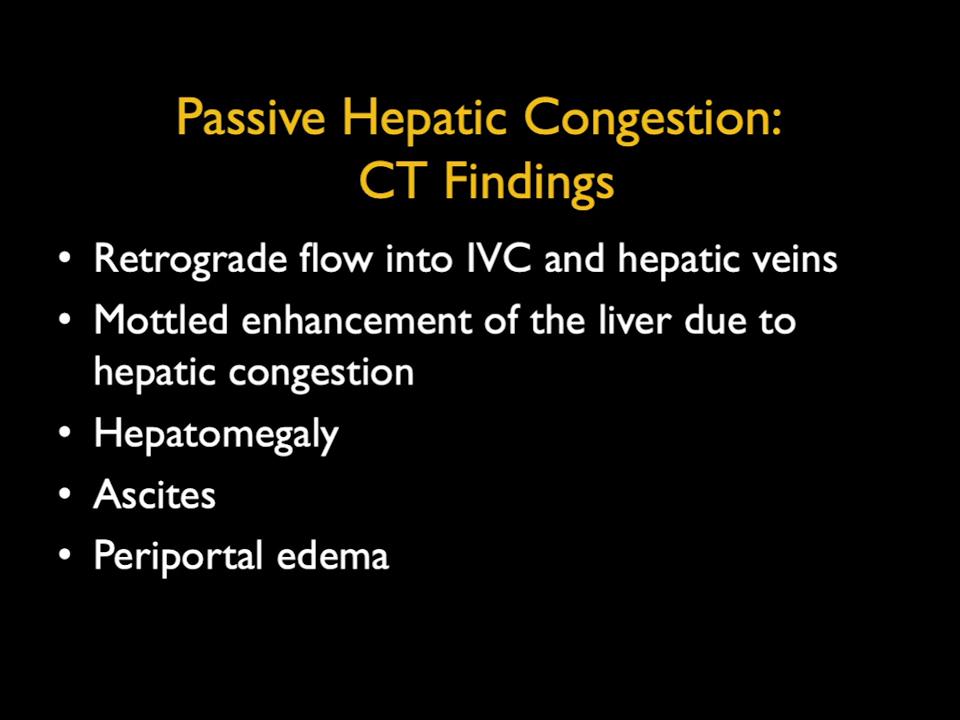 Passive Hepatic Congestion:
CT Findings
• Retrograde flow into IVC and hepatic veins
• Mottled enhancement of the liver due to
hepatic congestion
• Hepatomegaly
• Ascites
• Periportal edema